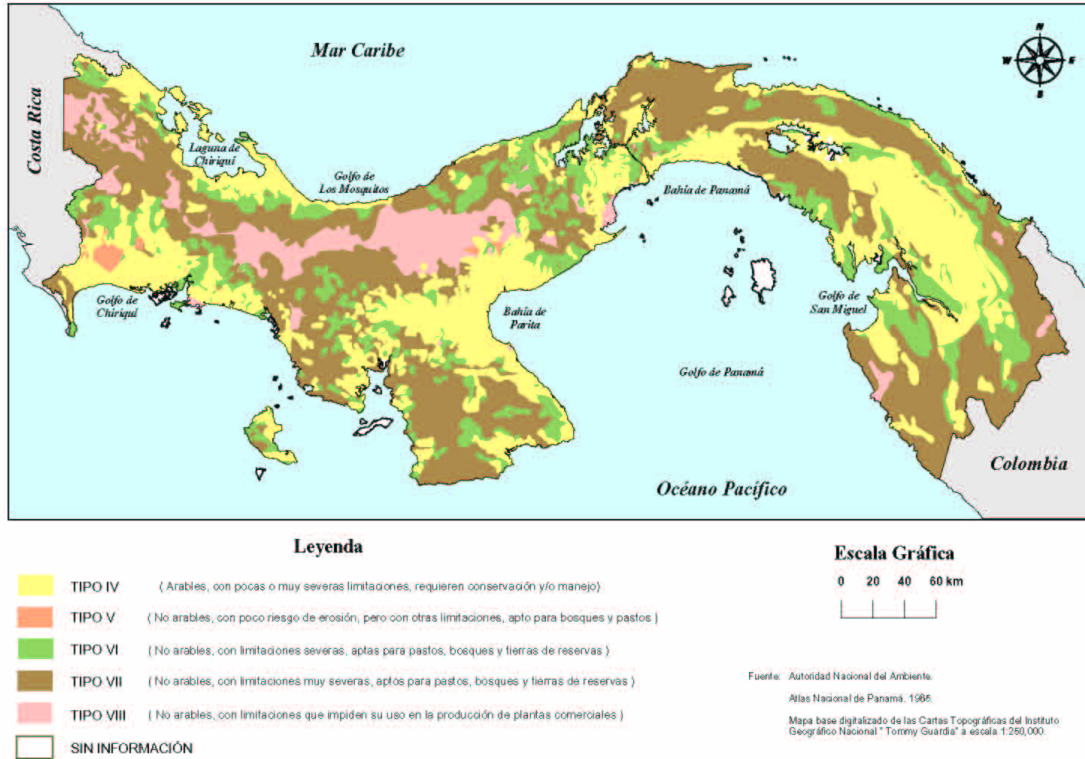 Mar Caribe
N
W
E
S
Costa Rica
Laguna de
Chiriquí
Golfo de
Los Mosquitos
Bahía de Panamá
Golfo de
Chiriquí
Bahía de
Parita
Golfo de
San Miguel
Golfo de Panamá
Colombia
Océano Pacífico
Leyenda
TIPO IV ( Arables, con pocas o muy severas limitaciones, requieren conservación y/o manejo)
TIPO V ( No arables, con poco riesgo de erosión, pero con otras limitaciones, apto para bosques y pastos )
TIPO VI ( No arables, con limitaciones severas, aptas para pastos, bosques y tierras de reservas )
TIPO VII ( No arables, con limitaciones muy severas, aptos para pastos, bosques y tierras de reservas )
TIPO VIII ( No arables, con limitaciones que impiden su uso en la producción de plantas comerciales )
SIN INFORMACIÓN
Escala Gráfica
0 20 40 60 km
Fuente: Autoridad Nacional del Ambiente.
Atlas Nacional de Panamá.
Mapa base digitalizado de las Cartas Topográficas del Instituto
Geográfico Nacional " Tommy Guardia" a escala 1:250,000.